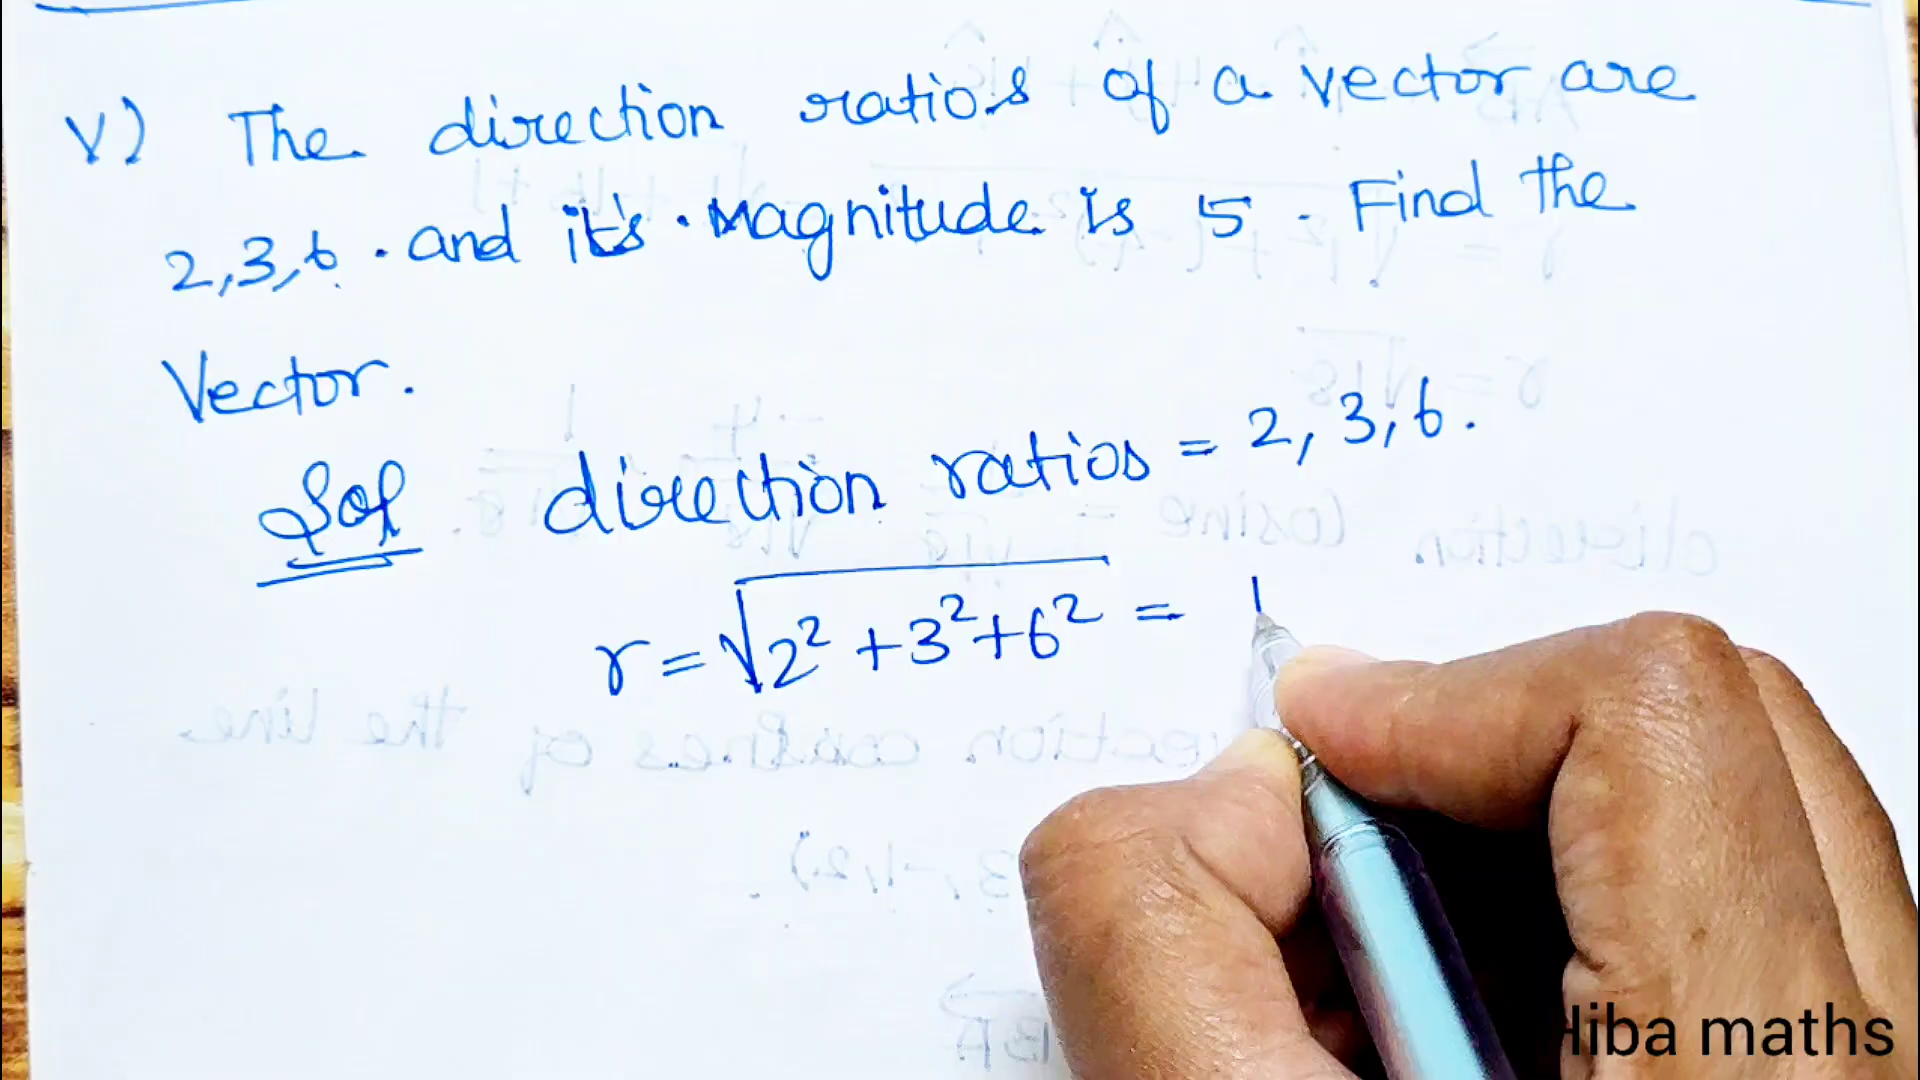 V) The direction ratios of a vector are
2,3,6 . and it's . Magnitude is 5 . Find the
Vector.
Sol direction ratios = 2, 3, 6.
r = √2² + 3² + 6² =
Hiba maths